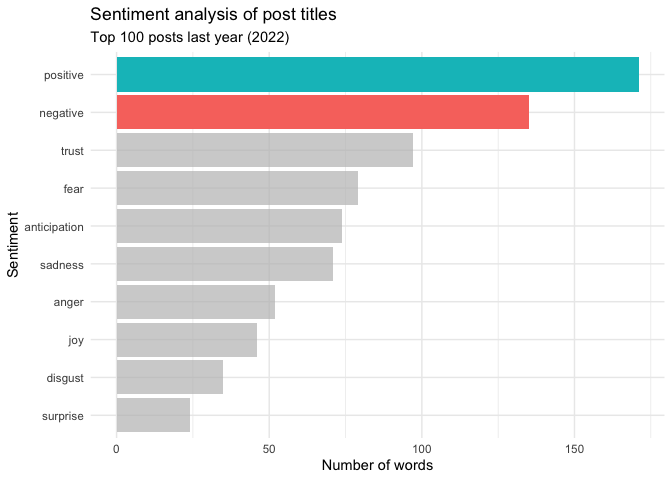 Sentiment analysis of post titles
Top 100 posts last year (2022)
Sentiment
positive
negative
trust
fear
anticipation
sadness
anger
joy
disgust
surprise
0 50 100 150
Number of words